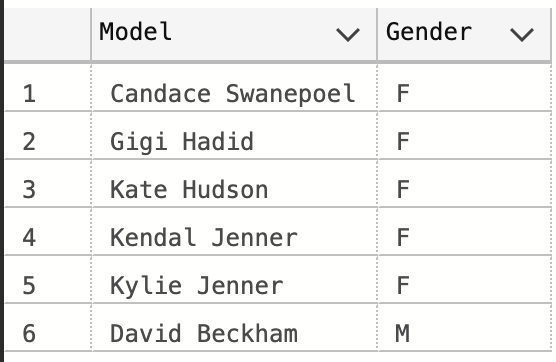 Model Gender
1 Candace Swanepoel F
2 Gigi Hadid F
3 Kate Hudson F
4 Kendal Jenner F
5 Kylie Jenner F
6 David Beckham M